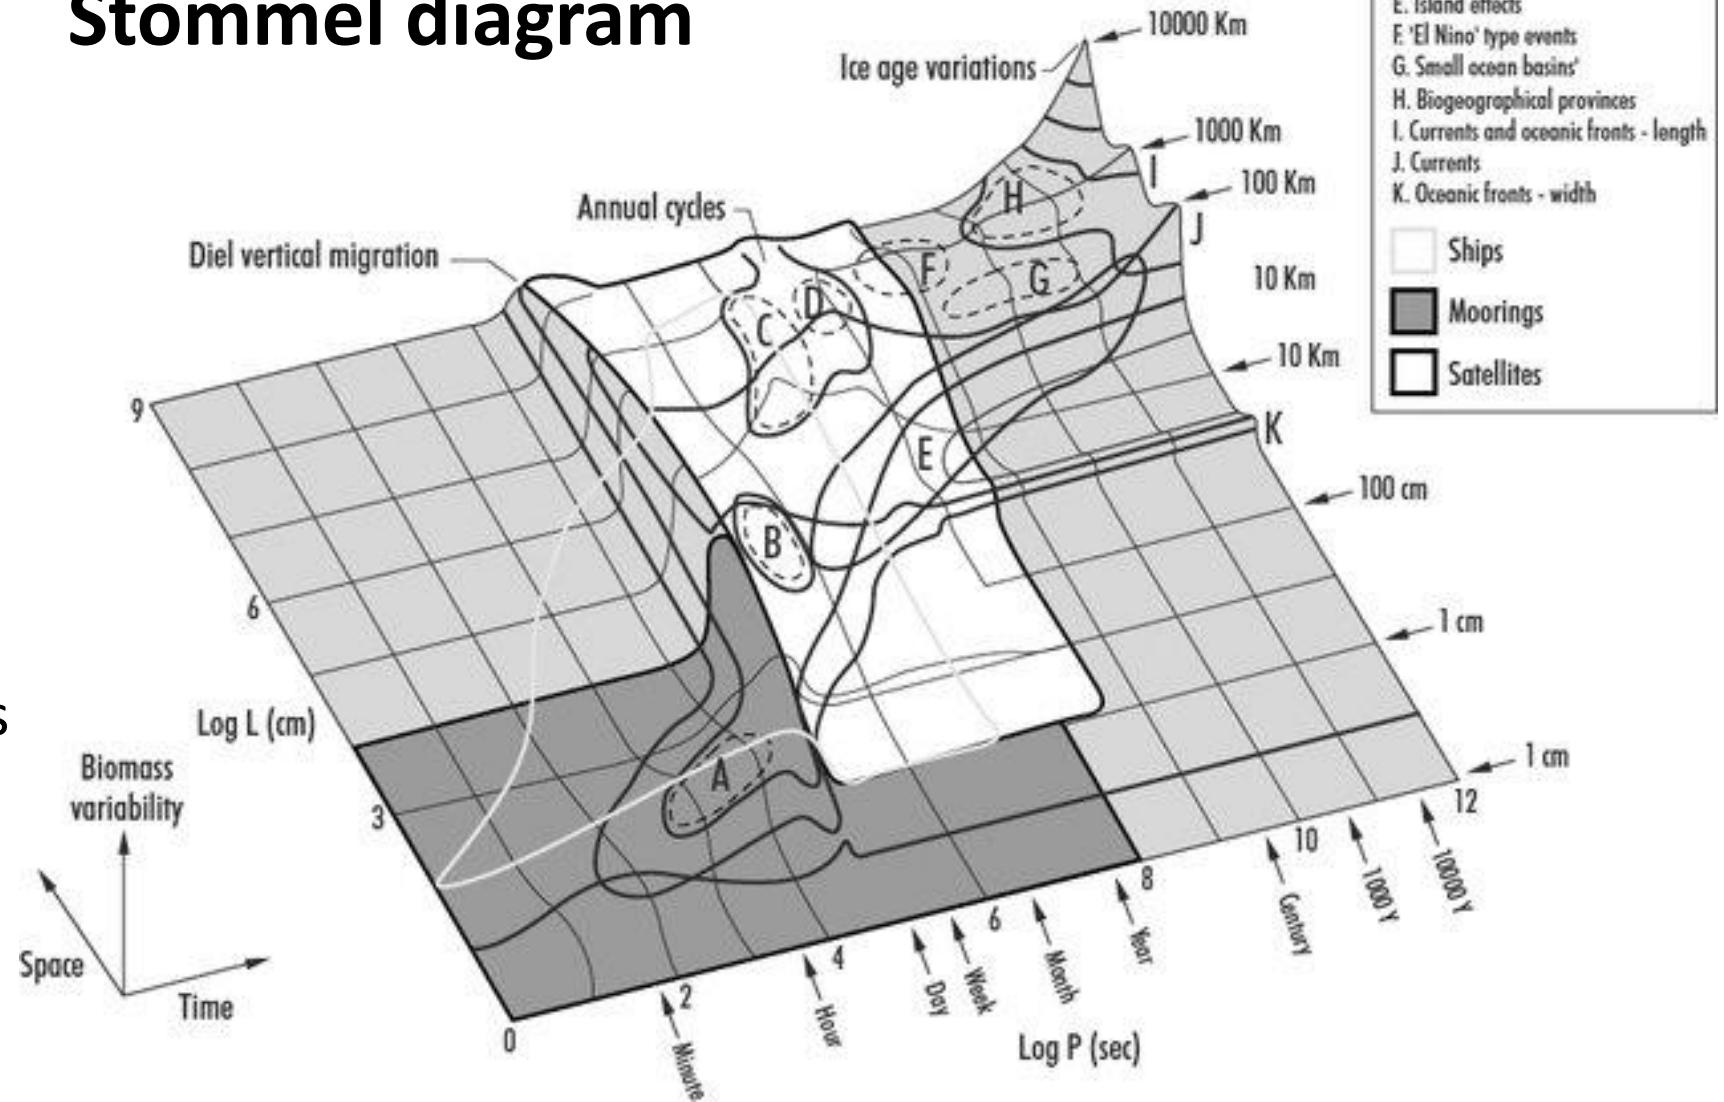 Stommel diagram
10000 Km
Ice age variations
1000 Km
I
100 Km
J
Annual cycles
Diel vertical migration
H
F
G
10 Km
D
C
10 Km
9
E
K
100 cm
B
6
1 cm
s
Log L (cm)
A
1 cm
Biomass
variability
3
12
10
8
6
4
2
0
Space
Time
Minute
Hour
Day
Week
Month
Year
Century
1000 Y
10000 Y
Log P (sec)
E. Island effects
F. 'El Nino' type events
G. Small ocean basins'
H. Biogeographical provinces
I. Currents and oceanic fronts - length
J. Currents
K. Oceanic fronts - width
Ships
Moorings
Satellites